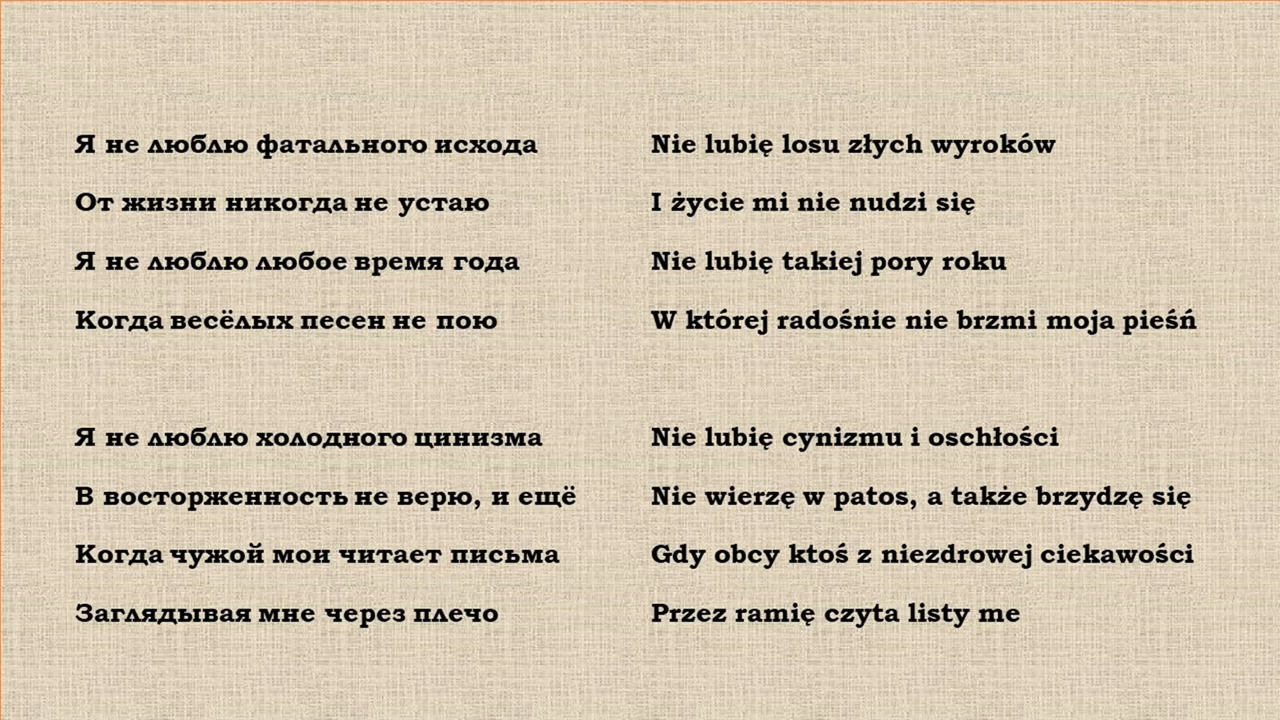 Я не люблю фатального исхода
От жизни никогда не устаю
Я не люблю любое время года
Когда весёлых песен не пою
Я не люблю холодного цинизма
В восторженность не верю, и ещё
Когда чужой мои читает письма
Заглядывая мне через плечо
Nie lubię losu złych wyroków
I życie mi nie nudzi się
Nie lubię takiej pory roku
W której radośnie nie brzmi moja pieśń
Nie lubię cynizmu i oschłości
Nie wierzę w patos, a także brzydzę się
Gdy obcy ktoś z niezdrowej ciekawości
Przez ramię czyta listy me